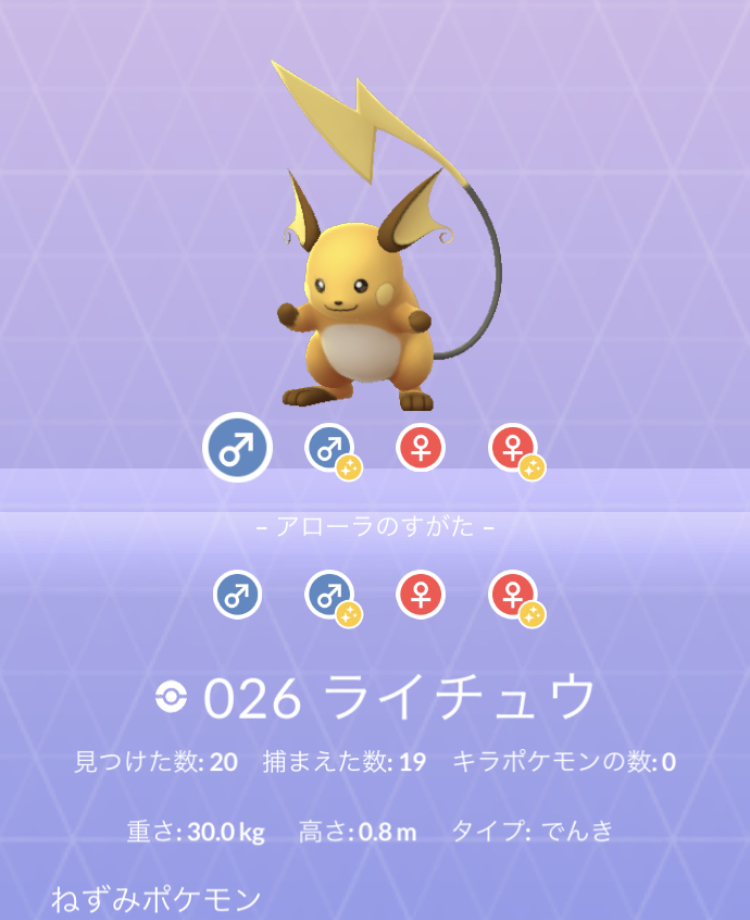 – アローラのすがた –
026 ライチュウ
見つけた数: 20 捕まえた数: 19 キラポケモンの数: 0
重さ: 30.0 kg 高さ: 0.8 m タイプ: でんき
ねずみポケモン